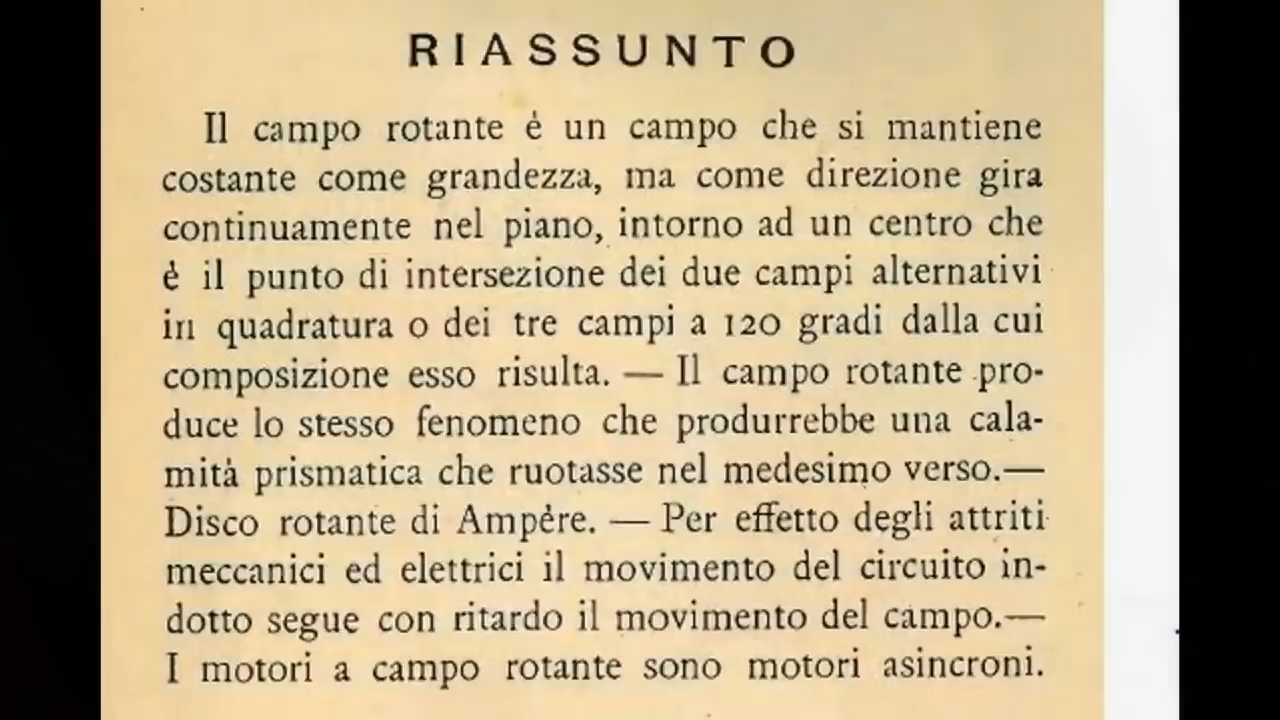 RIASSUNTO
Il campo rotante è un campo che si mantiene
costante come grandezza, ma come direzione gira
continuamente nel piano, intorno ad un centro che
è il punto di intersezione dei due campi alternativi
in quadratura o dei tre campi a 120 gradi dalla cui
composizione esso risulta. — Il campo rotante pro-
duce lo stesso fenomeno che produrrebbe una cala-
mità prismatica che ruotasse nel medesimo verso.—
Disco rotante di Ampère. — Per effetto degli attriti
meccanici ed elettrici il movimento del circuito in-
dotto segue con ritardo il movimento del campo.—
I motori a campo rotante sono motori asincroni.